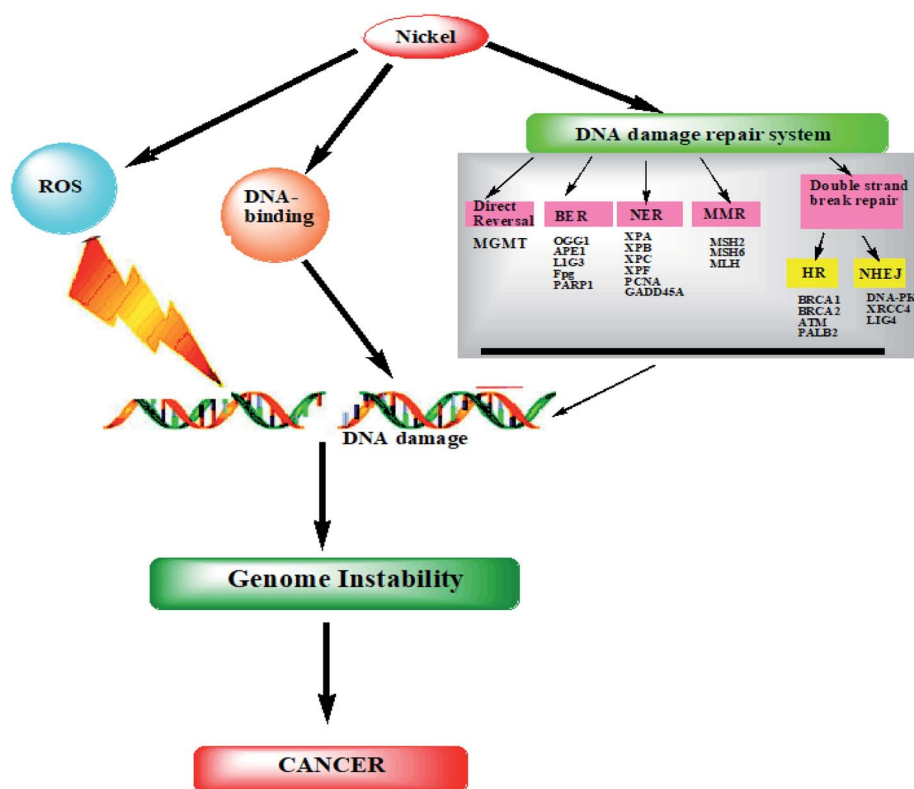 Nickel
DNA damage repair system
ROS
DNA-
binding
Direct
Reversal
MGMT
BER
OGG1
APE1
LIG3
Fpg
PARP1
NER
XPA
XPB
XPC
XPF
PCNA
GADD45A
MMR
MSH2
MSH6
MLH
Double strand
break repair
HR
BRCA1
BRCA2
ATM
PALB2
NHEJ
DNA-PK
XRCC4
LIG4
DNA damage
Genome Instability
CANCER